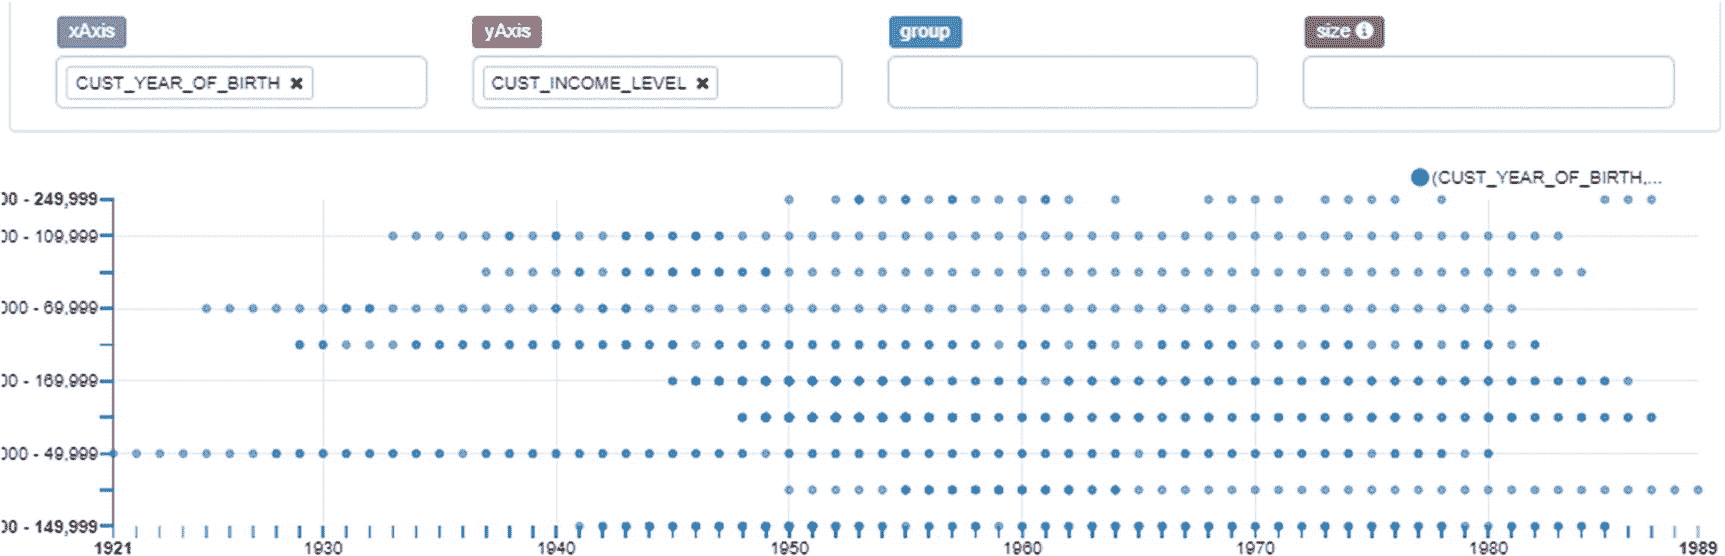 xAxis yAxis group size
CUST_YEAR_OF_BIRTH ✖ CUST_INCOME_LEVEL ✖
(CUST_YEAR_OF_BIRTH,...
00 - 249,999
00 - 109,999
000 - 69,999
00 - 169,999
000 - 49,999
00 - 149,999
1921 1930 1940 1950 1960 1970 1980 1989